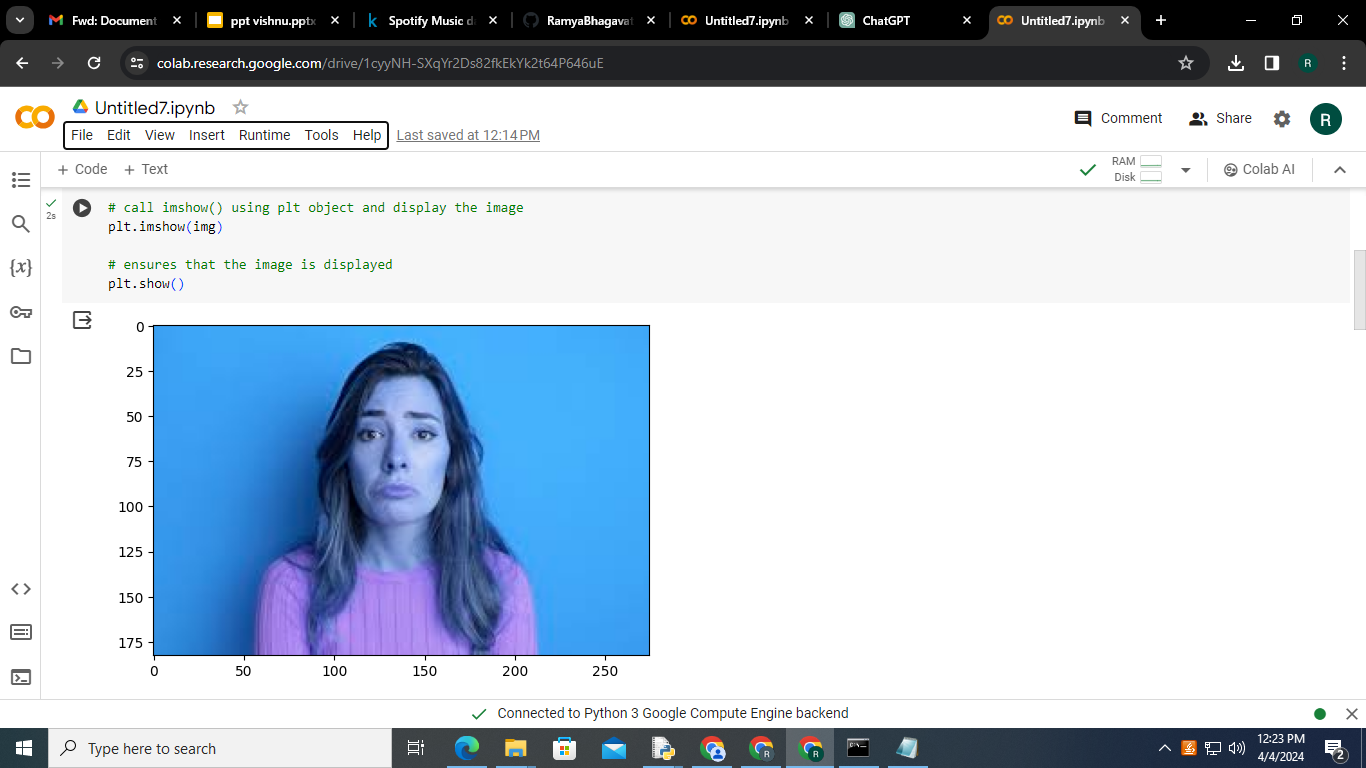 Fwd: Document
ppt vishnu.pptx
Spotify Music d
RamyaBhagavat
Untitled7.ipynb
ChatGPT
Untitled7.ipynb
colab.research.google.com/drive/1cyyNH-SXqYr2Ds82fkEkYk2t64P646uE
R
Untitled7.ipynb
Comment
Share
R
File Edit View Insert Runtime Tools Help Last saved at 12:14 PM
+ Code + Text
RAM
Disk
Colab AI
2s
# call imshow() using plt object and display the image
plt.imshow(img)
# ensures that the image is displayed
plt.show()
{x}
0
25
50
75
100
125
150
175
0 50 100 150 200 250
Connected to Python 3 Google Compute Engine backend
Type here to search
R
R
12:23 PM
4/4/2024
2